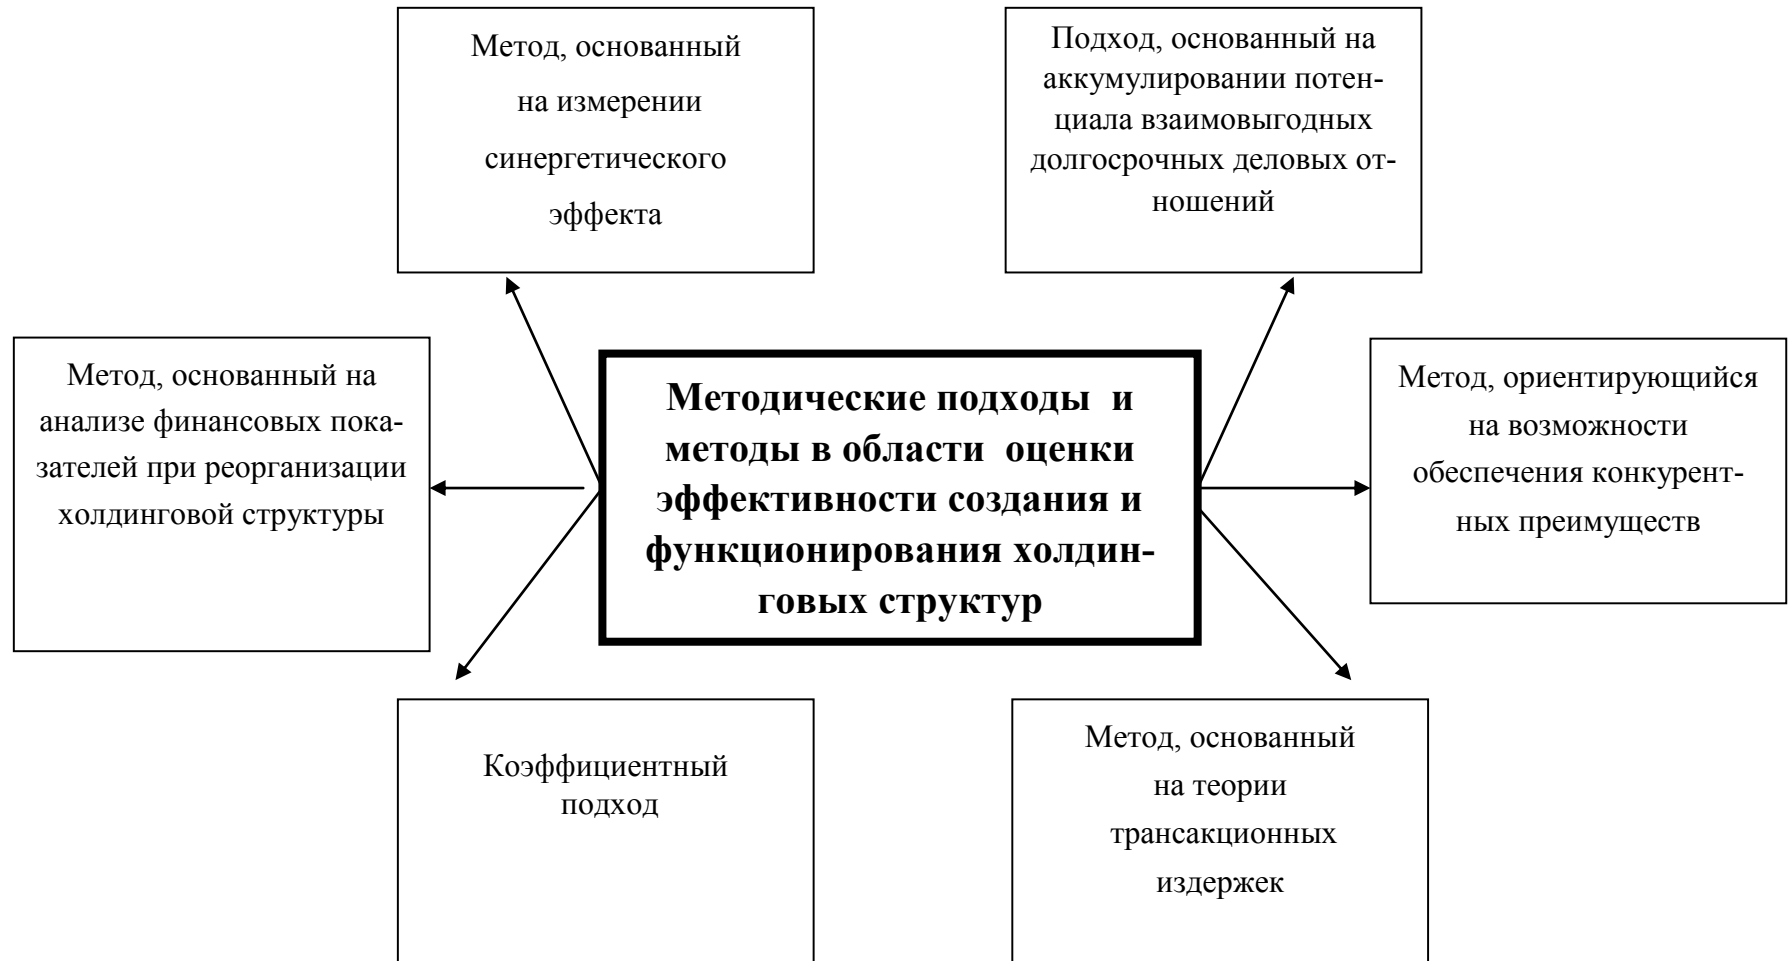 Метод, основанный
на измерении
синергетического
эффекта
Подход, основанный на
аккумулировании потен-
циала взаимовыгодных
долгосрочных деловых от-
ношений
Метод, основанный на
анализе финансовых пока-
зателей при реорганизации
холдинговой структуры
Методические подходы и
методы в области оценки
эффективности создания и
функционирования холдин-
говых структур
Метод, ориентирующийся
на возможности
обеспечения конкурент-
ных преимуществ
Коэффициентный
подход
Метод, основанный
на теории
трансакционных
издержек